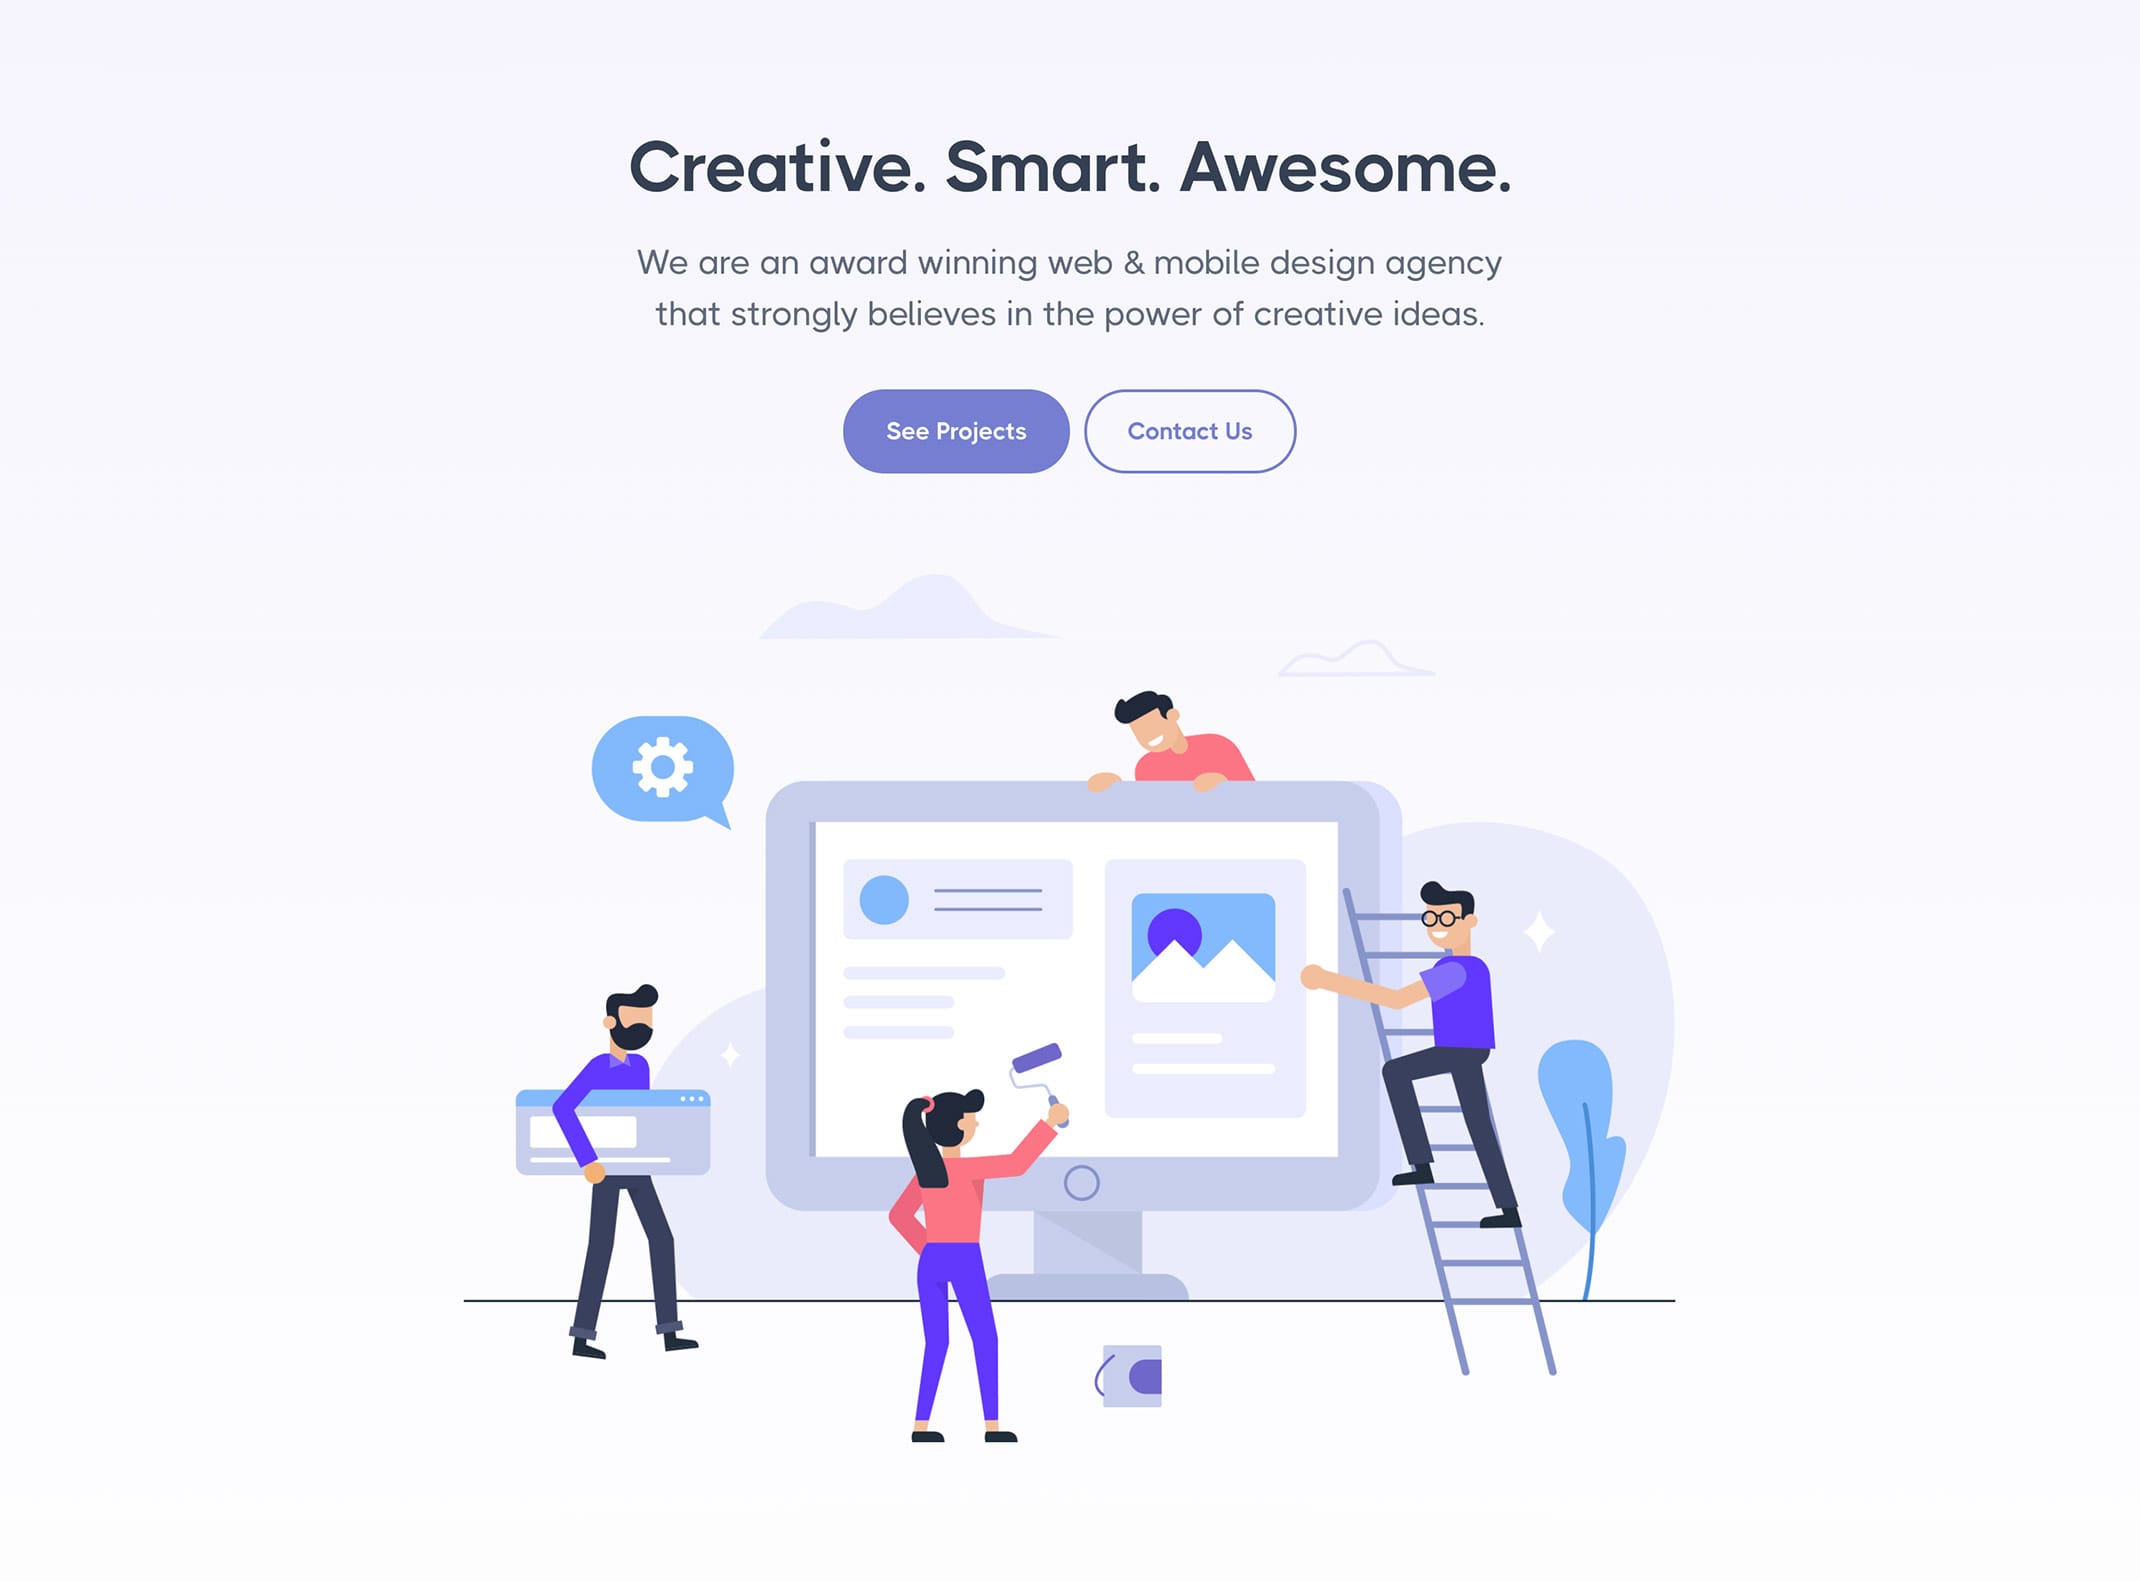 Creative. Smart. Awesome.
We are an award winning web & mobile design agency
that strongly believes in the power of creative ideas.
See Projects
Contact Us